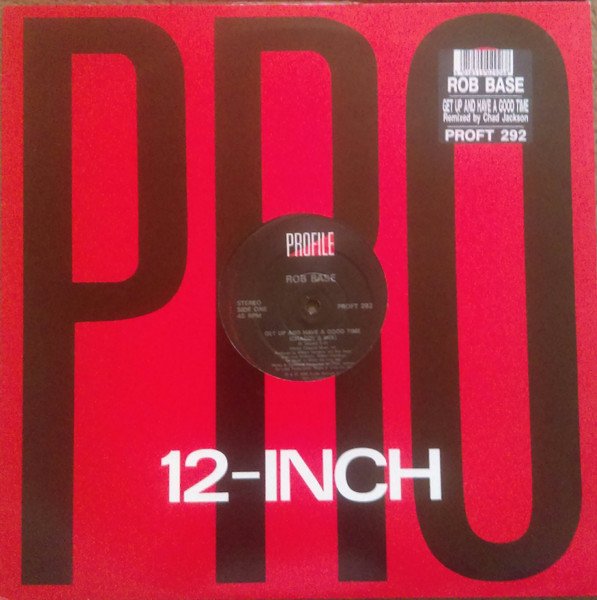 PRO
ROB BASE
GET UP AND HAVE A GOOD TIME
Remixed by Chad Jackson
PROFT 292
PROFILE
ROB BASE
STEREO
SIDE ONE
45 RPM
PROFT 292
GET UP AND HAVE A GOOD TIME
12-INCH